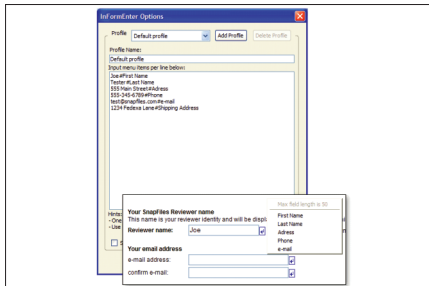 InFormEnter Options
Profile Default profile Add Profile Delete Profile
Profile Name:
Default profile
Input menu items per line below:
Joe#First Name
Tester#Last Name
555 Main Street#Adress
555-345-6789#Phone
test@snapfiles.com#e-mail
1234 Fedexa Lane#Shipping Address
Hints:
- One
- Use
Max field length is 50
First Name
Last Name
Adress
Phone
e-mail
Your SnapFiles Reviewer name
This name is your reviewer identity and will be displ
Reviewer name: Joe
Your email address
e-mail address:
confirm e-mail: